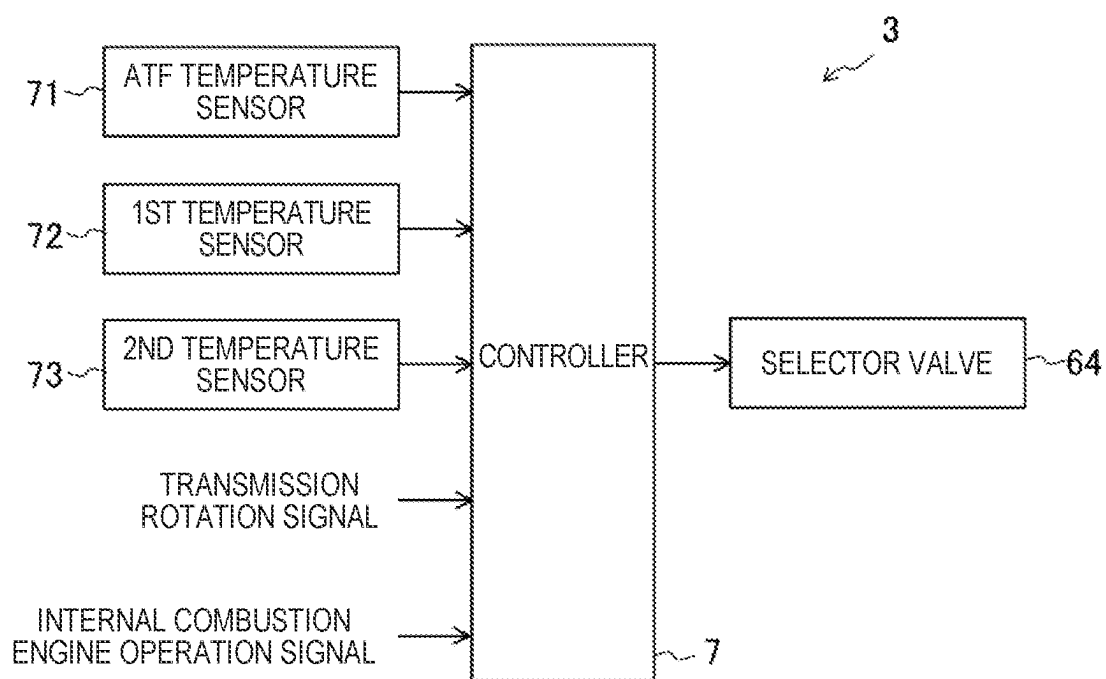 3
71
ATF TEMPERATURE
SENSOR
72
1ST TEMPERATURE
SENSOR
73
2ND TEMPERATURE
SENSOR
CONTROLLER
SELECTOR VALVE
64
TRANSMISSION
ROTATION SIGNAL
INTERNAL COMBUSTION
ENGINE OPERATION SIGNAL
7